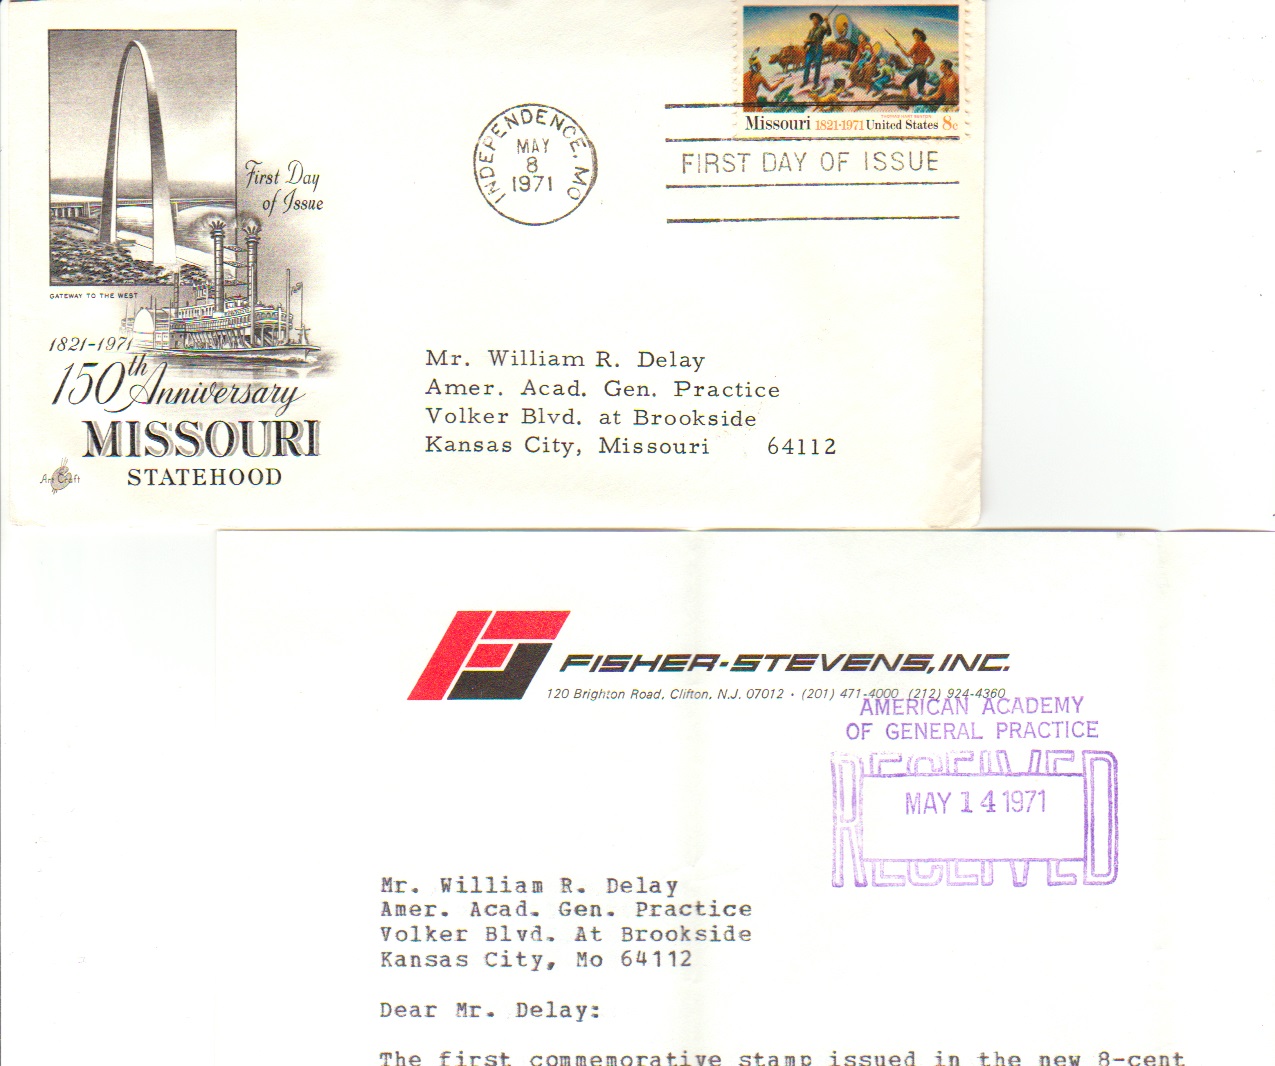 First Day
of Issue
GATEWAY TO THE WEST
1821-1971
150th Anniversary
MISSOURI
STATEHOOD
Art Craft
INDEPENDENCE, MO
MAY
8
1971
Missouri 1821-1971 United States 8c
FIRST DAY OF ISSUE
Mr. William R. Delay
Amer. Acad. Gen. Practice
Volker Blvd. at Brookside
Kansas City, Missouri 64112
FISHER-STEVENS, INC.
120 Brighton Road, Clifton, N.J. 07012 · (201) 471-4000 (212) 924-4360
AMERICAN ACADEMY
OF GENERAL PRACTICE
RECEIVED
MAY 14 1971
RECEIVED
Mr. William R. Delay
Amer. Acad. Gen. Practice
Volker Blvd. At Brookside
Kansas City, Mo 64112
Dear Mr. Delay:
The first commemorative stamp issued in the new 8-cent